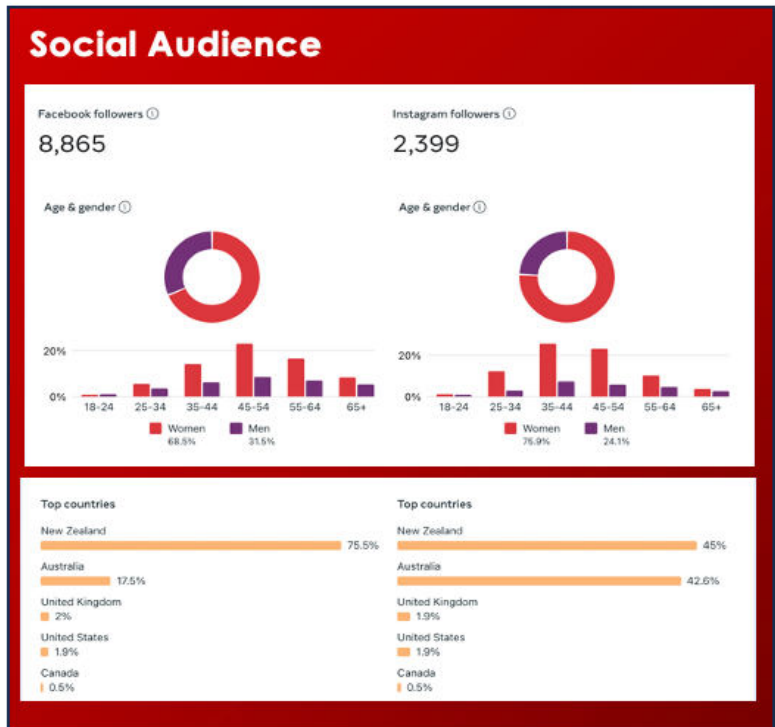 Social Audience
Facebook followers ⓘ
8,865
Age & gender ⓘ
20%
0%
18-24 25-34 35-44 45-54 55-64 65+
Women Men
68.5% 31.5%
Instagram followers ⓘ
2,399
Age & gender ⓘ
20%
0%
18-24 25-34 35-44 45-54 55-64 65+
Women Men
75.9% 24.1%
Top countries
New Zealand
75.5%
Australia
17.5%
United Kingdom
2%
United States
1.9%
Canada
0.5%
Top countries
New Zealand
45%
Australia
42.6%
United Kingdom
1.9%
United States
1.9%
Canada
0.5%